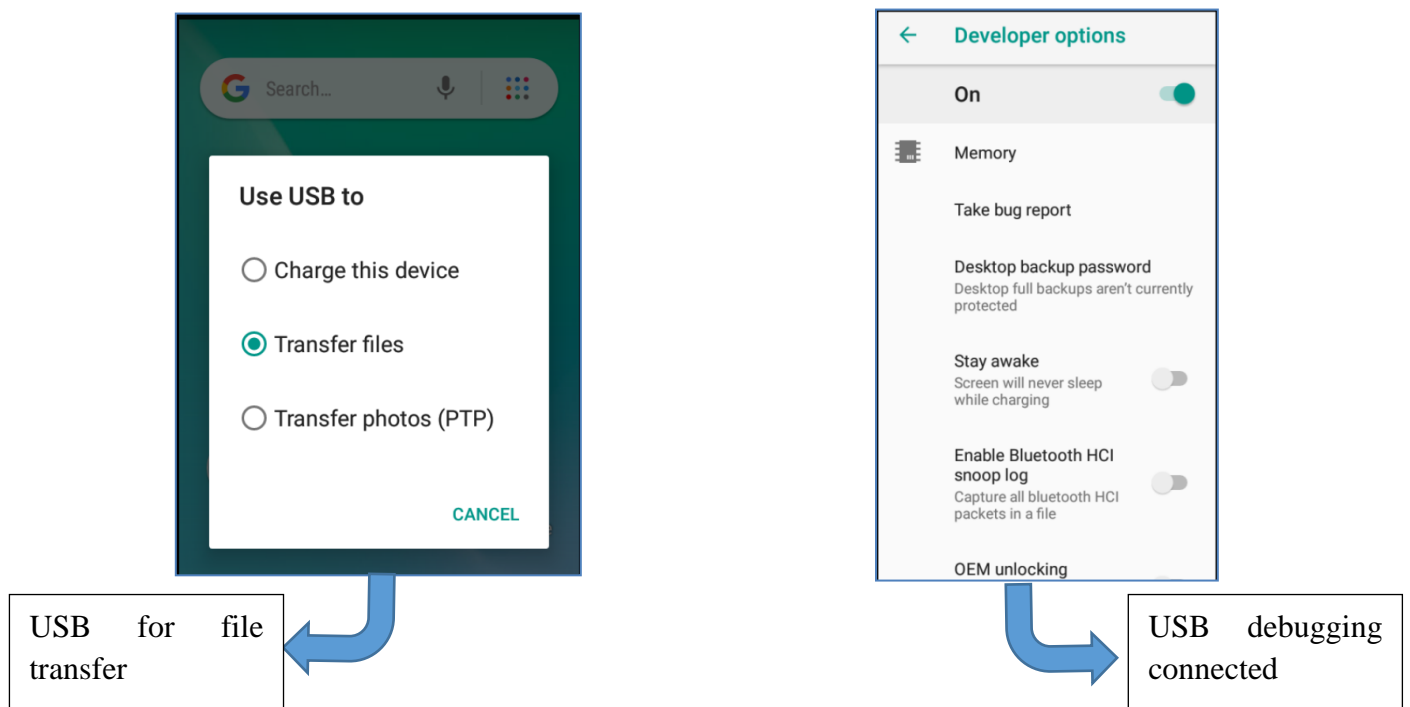 Search…
Use USB to
Charge this device
Transfer files
Transfer photos (PTP)
CANCEL
USB for file
transfer
Developer options
On
Memory
Take bug report
Desktop backup password
Desktop full backups aren't currently
protected
Stay awake
Screen will never sleep
while charging
Enable Bluetooth HCI
snoop log
Capture all bluetooth HCI
packets in a file
OEM unlocking
USB debugging
connected